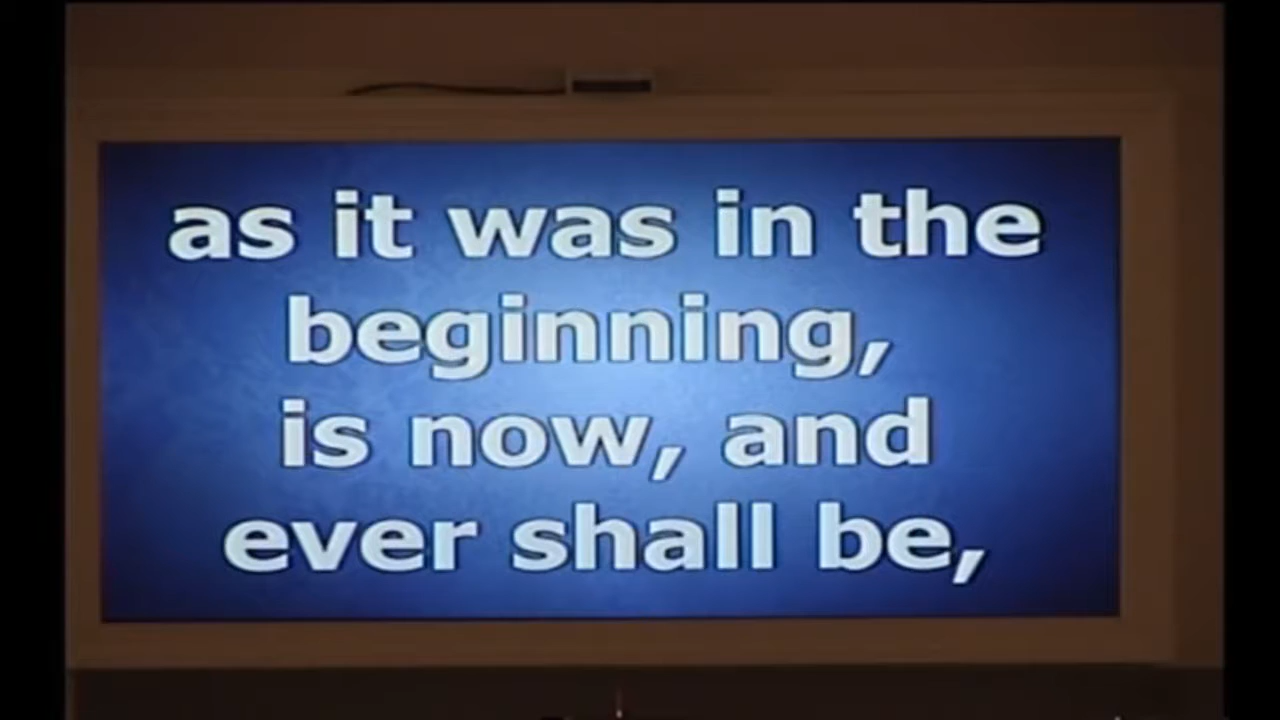 as it was in the
beginning,
is now, and
ever shall be,